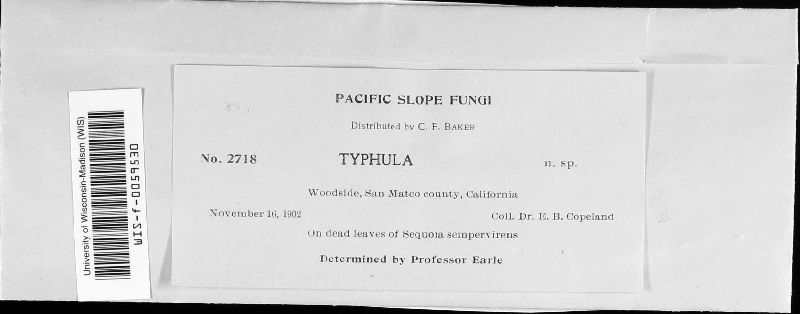 PACIFIC SLOPE FUNGI
Distributed by C. F. BAKER
No. 2718 TYPHULA n. sp.
Woodside, San Mateo county, California
November 16, 1902 Coll. Dr. E. B. Copeland
On dead leaves of Sequoia sempervirens
Determined by Professor Earle
University of Wisconsin-Madison (WIS)
WIS-f-0059530